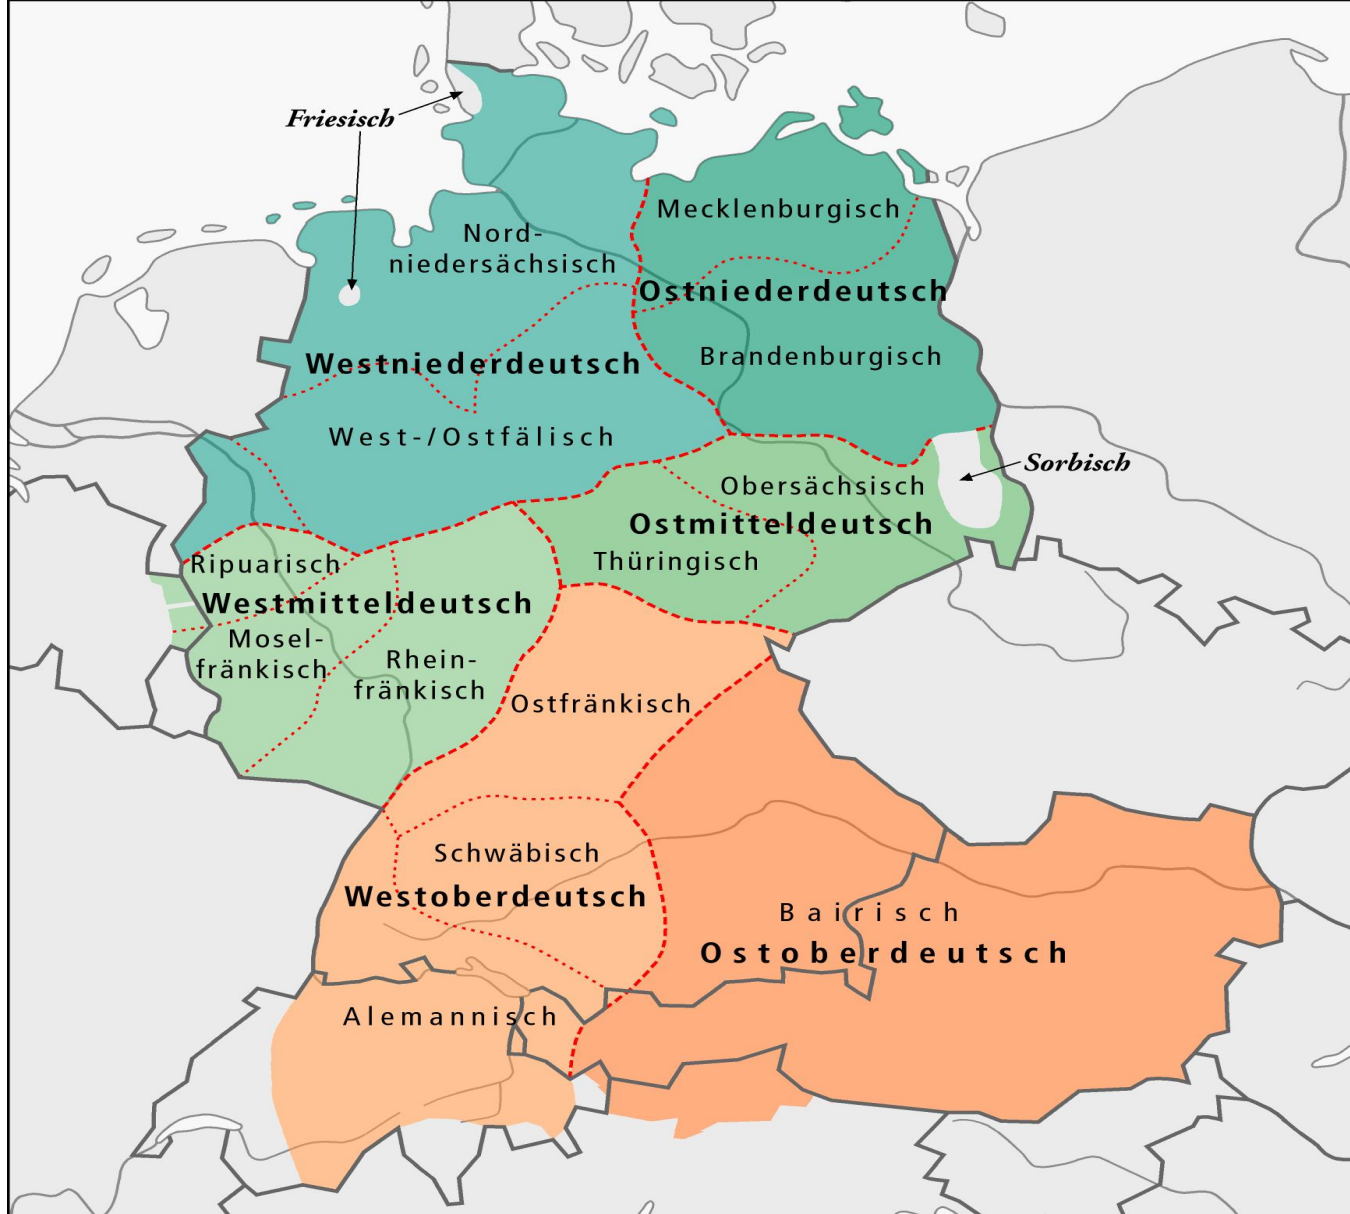 Friesisch
Mecklenburgisch
Nord-
niedersächsisch
Ostniederdeutsch
Brandenburgisch
Westniederdeutsch
West-/Ostfälisch
Sorbisch
Obersächsisch
Ostmitteldeutsch
Thüringisch
Ripuarisch
Westmitteldeutsch
Mosel-
fränkisch
Rhein-
fränkisch
Ostfränkisch
Schwäbisch
Westoberdeutsch
Bairisch
Ostoberdeutsch
Alemannisch